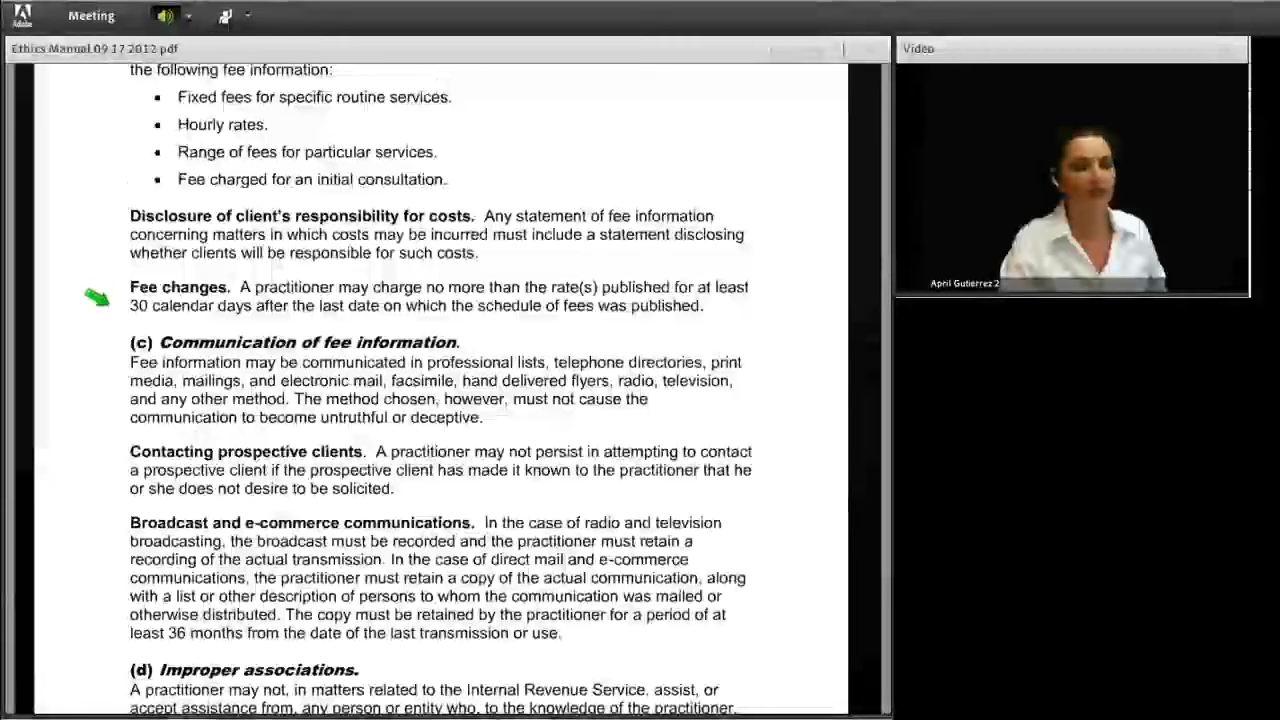 Adobe
Meeting
Ethics Manual 09 17 2012 pdf
Video
the following fee information:
• Fixed fees for specific routine services.
• Hourly rates.
• Range of fees for particular services.
• Fee charged for an initial consultation.
Disclosure of client's responsibility for costs. Any statement of fee information
concerning matters in which costs may be incurred must include a statement disclosing
whether clients will be responsible for such costs.
Fee changes. A practitioner may charge no more than the rate(s) published for at least
30 calendar days after the last date on which the schedule of fees was published.
(c) Communication of fee information.
Fee information may be communicated in professional lists, telephone directories, print
media, mailings, and electronic mail, facsimile, hand delivered flyers, radio, television,
and any other method. The method chosen, however, must not cause the
communication to become untruthful or deceptive.
Contacting prospective clients. A practitioner may not persist in attempting to contact
a prospective client if the prospective client has made it known to the practitioner that he
or she does not desire to be solicited.
Broadcast and e-commerce communications. In the case of radio and television
broadcasting, the broadcast must be recorded and the practitioner must retain a
recording of the actual transmission. In the case of direct mail and e-commerce
communications, the practitioner must retain a copy of the actual communication, along
with a list or other description of persons to whom the communication was mailed or
otherwise distributed. The copy must be retained by the practitioner for a period of at
least 36 months from the date of the last transmission or use.
(d) Improper associations.
A practitioner may not, in matters related to the Internal Revenue Service, assist, or
accept assistance from, any person or entity who, to the knowledge of the practitioner,
April Gutierrez 2